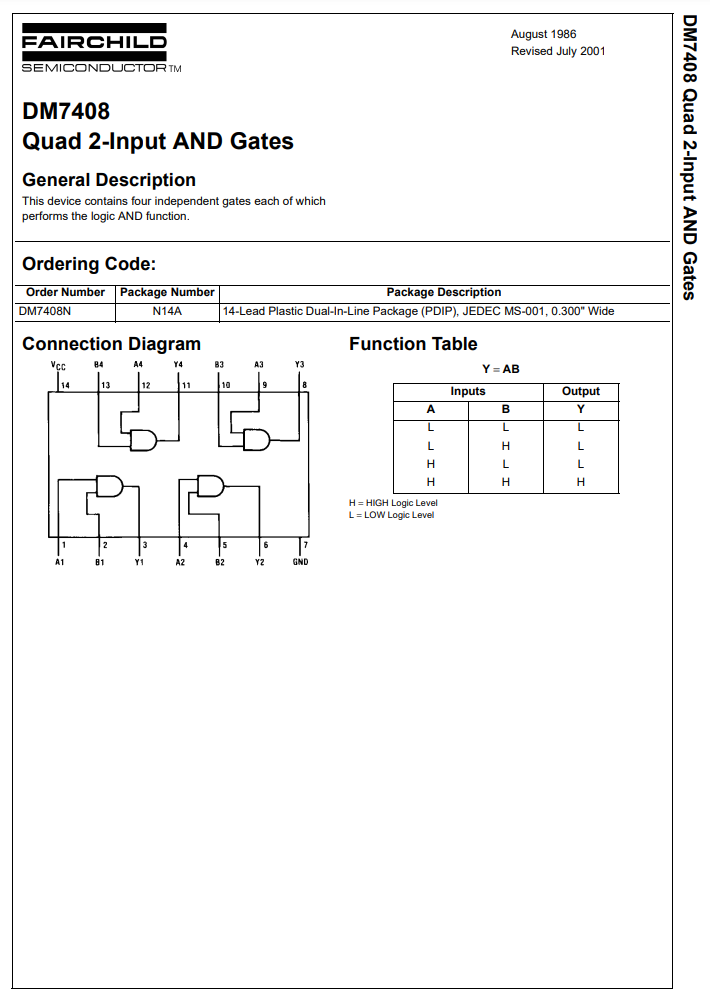 FAIRCHILD
SEMICONDUCTOR™
August 1986
Revised July 2001
DM7408 Quad 2-Input AND Gates
DM7408
Quad 2-Input AND Gates
General Description
This device contains four independent gates each of which
performs the logic AND function.
Ordering Code:
Order Number Package Number Package Description
DM7408N N14A 14-Lead Plastic Dual-In-Line Package (PDIP), JEDEC MS-001, 0.300" Wide
Connection Diagram
VCC B4 A4 Y4 B3 A3 Y3
14 13 12 11 10 9 8
1 2 3 4 5 6 7
A1 B1 Y1 A2 B2 Y2 GND
Function Table
Y = AB
Inputs Output
A B Y
L L L
L H L
H L L
H H H
H = HIGH Logic Level
L = LOW Logic Level